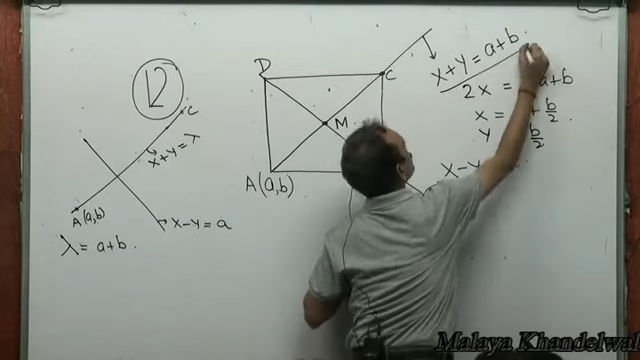 12
C
X+Y=λ
A(a,b)
X-Y=a
λ = a+b.
D
C
M
A(a,b)
X+Y=a+b.
2X = a+b
X = + b/2.
Y b/2
X-Y
Malaya Khandelwal